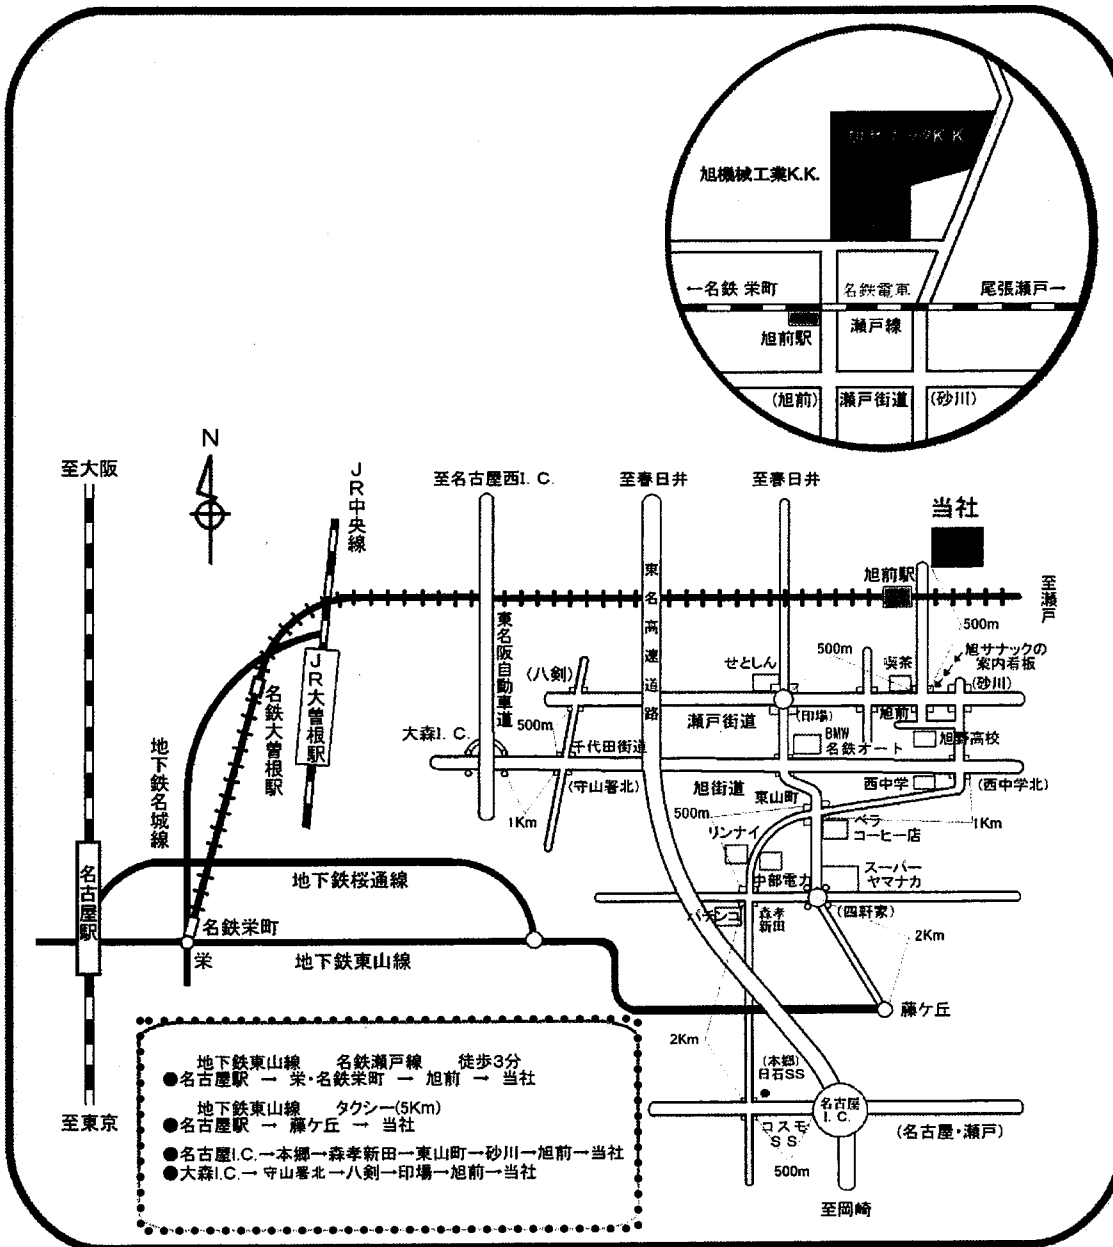 旭機械工業K.K.
←名鉄 栄町
名鉄電車
尾張瀬戸→
旭前駅
瀬戸線
(旭前)
瀬戸街道
(砂川)
N
至大阪
JR中央線
至名古屋西I.C.
至春日井
至春日井
当社
旭前駅
至瀬戸
東名高速道路
500m
東名阪自動車道
せとしん
500m
喫茶
旭サナックの
案内看板
(八剣)
(砂川)
JR大曽根駅
名鉄大曽根駅
瀬戸街道
(印場)
旭前
大森I.C.
500m
千代田街道
BMW
名鉄オート
旭野高校
地下鉄名城線
(守山署北)
旭街道
西中学
(西中学北)
東山町
1Km
500m
ベラ
コーヒー店
1Km
リンナイ
中部電力
スーパー
ヤマナカ
地下鉄桜通線
名古屋駅
パチンコ
森孝
新田
(四軒家)
名鉄栄町
2Km
栄
地下鉄東山線
藤ケ丘
2Km
(本郷)
日石SS
名古屋
I.C.
コスモ
SS
(名古屋・瀬戸)
500m
至東京
至岡崎
地下鉄東山線 名鉄瀬戸線 徒歩3分
●名古屋駅 → 栄・名鉄栄町 → 旭前 → 当社
地下鉄東山線 タクシー(5Km)
●名古屋駅 → 藤ケ丘 → 当社
●名古屋I.C.→本郷→森孝新田→東山町→砂川→旭前→当社
●大森I.C.→守山署北→八剣→印場→旭前→当社